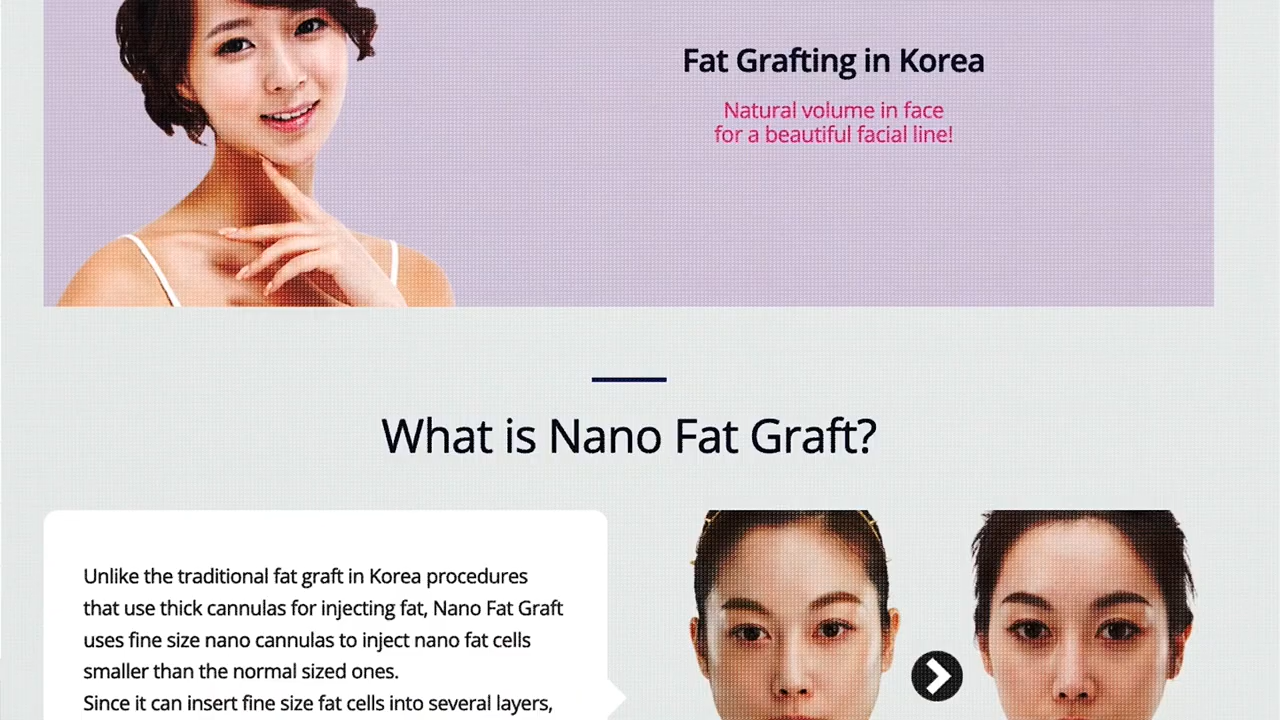 Fat Grafting in Korea
Natural volume in face
for a beautiful facial line!
What is Nano Fat Graft?
Unlike the traditional fat graft in Korea procedures
that use thick cannulas for injecting fat, Nano Fat Graft
uses fine size nano cannulas to inject nano fat cells
smaller than the normal sized ones.
Since it can insert fine size fat cells into several layers,